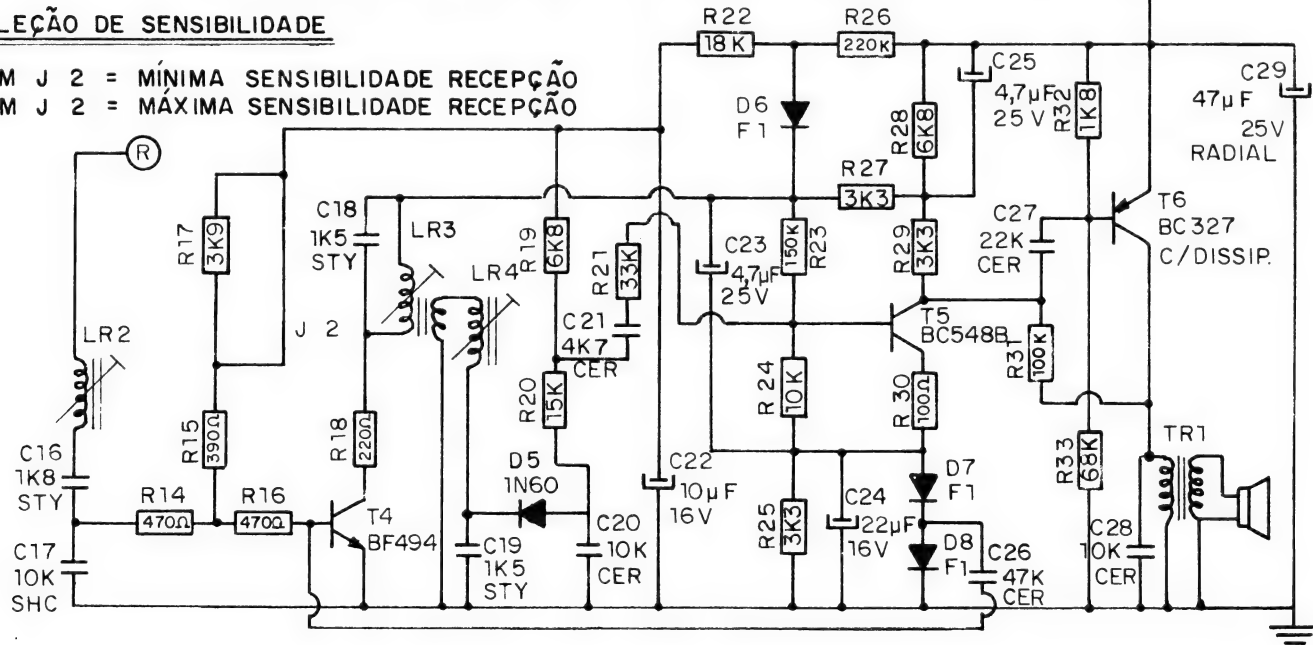 LEÇÃO DE SENSIBILIDADE
M J 2 = MÍNIMA SENSIBILIDADE RECEPÇÃO
M J 2 = MÁXIMA SENSIBILIDADE RECEPÇÃO
R
R22
18K
R26
220K
C25
4,7µF
25V
C29
47µF
25V
RADIAL
D6
F1
R28
6K8
R32
1K8
R27
3K3
R17
3K9
C18
1K5
STY
LR3
LR4
R19
6K8
R21
33K
C23
4,7µF
25V
150K
R23
R29
3K3
C27
22K
CER
T6
BC327
C/DISSIP.
LR2
J 2
C21
4K7
CER
T5
BC548B
R31
100K
R20
15K
R24
10K
R30
100Ω
R15
390Ω
R18
220Ω
C16
1K8
STY
D5
1N60
C22
10µF
16V
D7
F1
R33
68K
TR1
R14
470Ω
R16
470Ω
T4
BF494
C17
10K
SHC
C19
1K5
STY
C20
10K
CER
R25
3K3
C24
22µF
16V
D8
F1
C26
47K
CER
C28
10K
CER